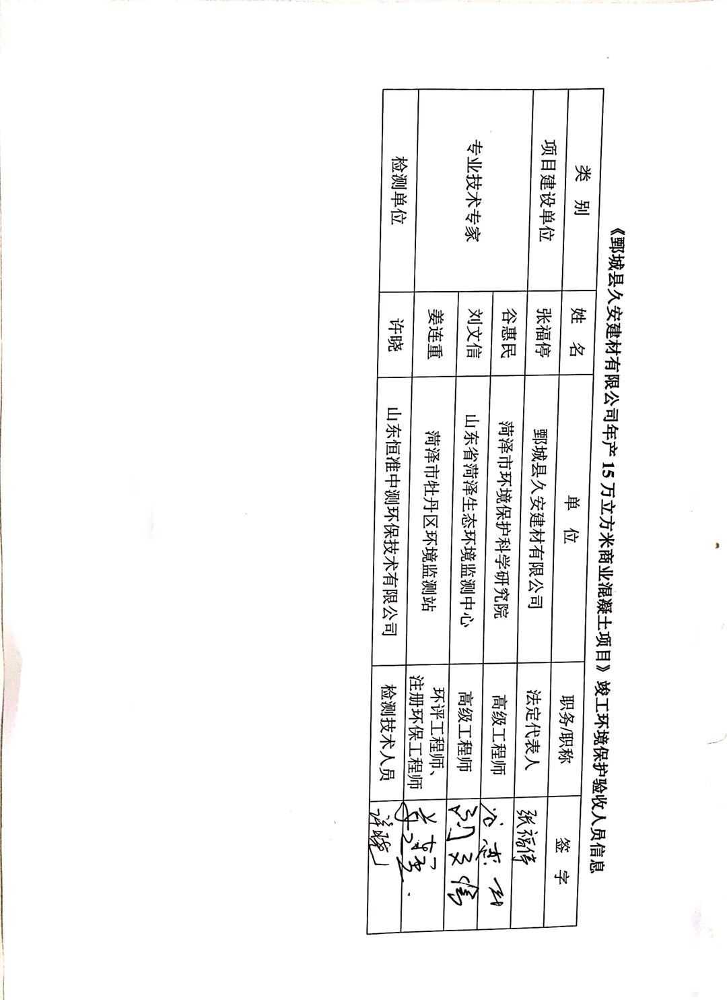 《鄄城县久安建材有限公司年产 15 万立方米商业混凝土项目》竣工环境保护验收人员信息
类 别 姓 名 单 位 职务/职称 签 字
项目建设单位 张福停 鄄城县久安建材有限公司 法定代表人 张福停
专业技术专家 谷惠民 菏泽市环境保护科学研究院 高级工程师 谷惠民
刘文信 山东省菏泽生态环境监测中心 高级工程师 刘文信
姜连重 菏泽市牡丹区环境监测站 环评工程师、
注册环保工程师 姜连重
检测单位 许晓 山东恒准中测环保技术有限公司 检测技术人员 许晓